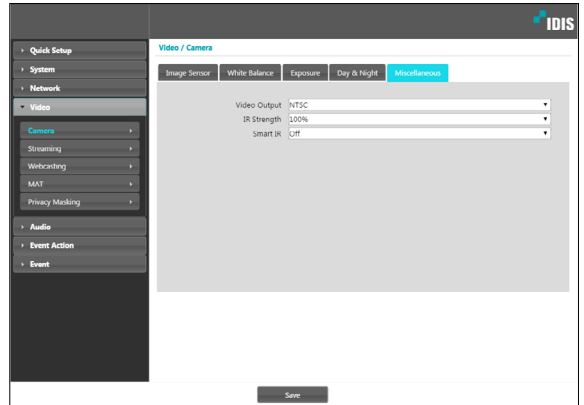 IDIS
Quick Setup
System
Network
Video
Camera
Streaming
Webcasting
MAT
Privacy Masking
Audio
Event Action
Event
Video / Camera
Image Sensor White Balance Exposure Day & Night Miscellaneous
Video Output NTSC
IR Strength 100%
Smart IR Off
Save